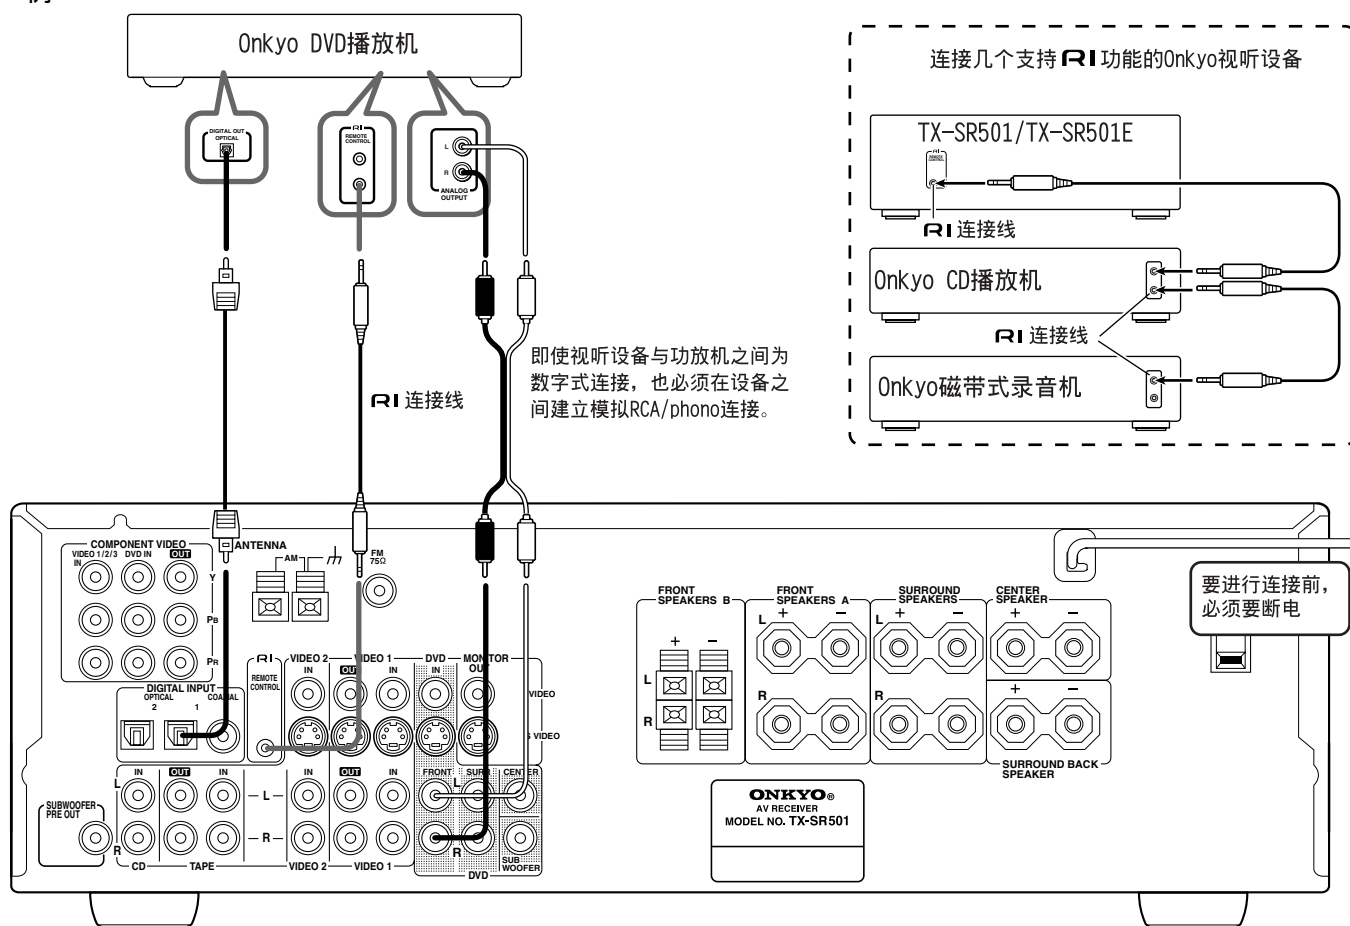 Onkyo DVD播放机
DIGITAL OUT
OPTICAL
RI
REMOTE
CONTROL
L
R
ANALOG
OUTPUT
RI 连接线
即使视听设备与功放机之间为
数字式连接，也必须在设备之
间建立模拟RCA/phono连接。
连接几个支持 RI 功能的Onkyo视听设备
TX-SR501/TX-SR501E
RI
REMOTE
CONTROL
RI 连接线
Onkyo CD播放机
RI 连接线
Onkyo磁带式录音机
COMPONENT VIDEO
VIDEO 1/2/3 DVD IN OUT
IN
Y
PB
PR
ANTENNA
AM
FM
75Ω
DIGITAL INPUT
OPTICAL COAXIAL
2 1
RI
REMOTE
CONTROL
VIDEO 2 VIDEO 1 DVD MONITOR
OUT
IN OUT IN IN
VIDEO
S VIDEO
IN OUT IN IN OUT IN FRONT SURR CENTER
L - L - L
SUBWOOFER
PRE OUT
R - R - R
SUB
WOOFER
CD TAPE VIDEO 2 VIDEO 1 DVD
FRONT
SPEAKERS B
+ −
L
R
FRONT
SPEAKERS A
L + −
R
SURROUND
SPEAKERS
L + −
R
CENTER
SPEAKER
+ −
+ −
SURROUND BACK
SPEAKER
要进行连接前，
必须要断电
ONKYO®
AV RECEIVER
MODEL NO. TX-SR501